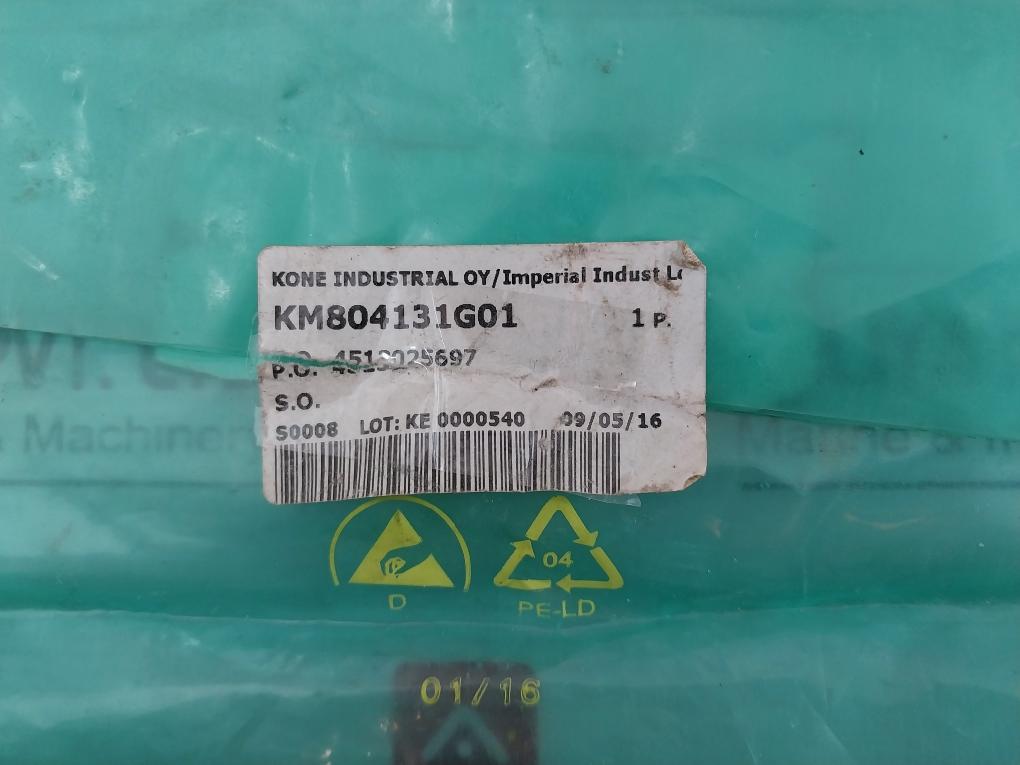 KONE INDUSTRIAL OY/Imperial Indust
KM804131G01 1 P.
P.O.
S.O.
S0008 LOT: KE 0000540 09/05/16
& Machin
D
04
PE-LD
01/16